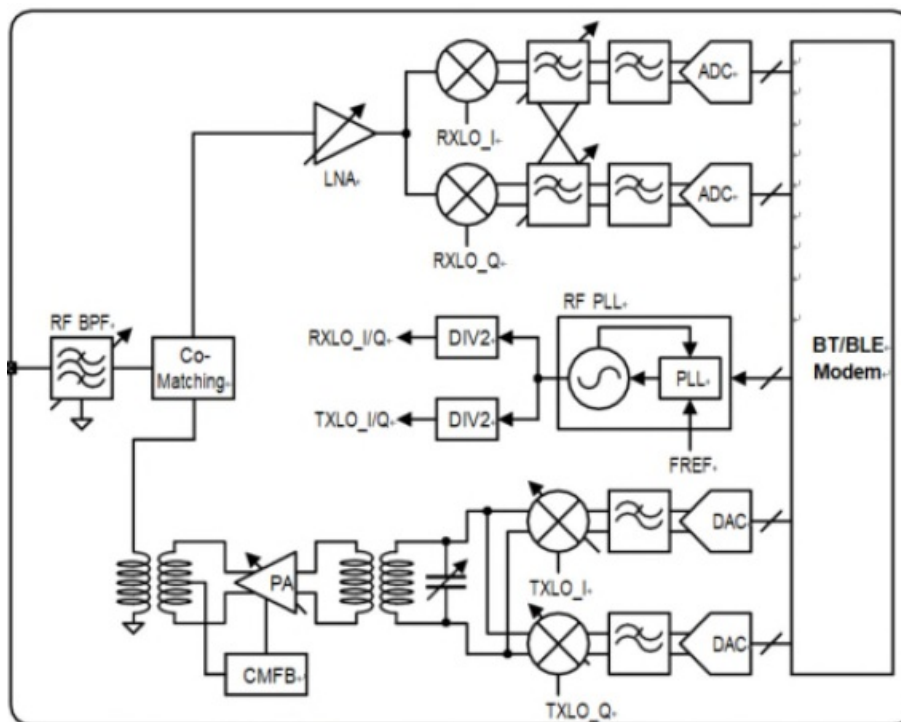 ADC
LNA
RXLO_I
ADC
RXLO_Q
RF BPF
RF PLL
Co-
Matching
RXLO_I/Q
DIV2
PLL
BT/BLE
Modem
TXLO_I/Q
DIV2
FREF
DAC
PA
TXLO_I
CMFB
DAC
TXLO_Q